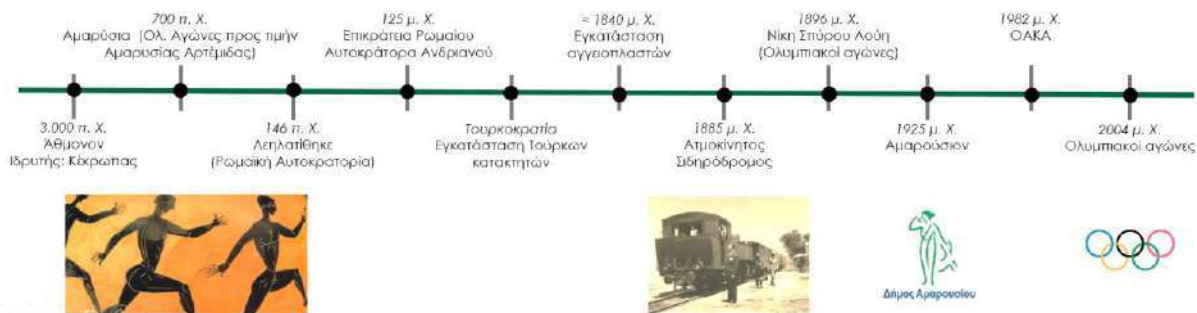 700 π. Χ.
Αμαρύσια (Ολ. Αγώνες προς τιμήν
Αμαρυσίας Αρτέμιδας)
125 μ. Χ.
Επικράτεια Ρωμαίου
Αυτοκράτορα Ανδριανού
≈ 1840 μ. Χ.
Εγκατάσταση
αγγειοπλαστών
1896 μ. Χ.
Νίκη Σπύρου Λούη
(Ολυμπιακοί αγώνες)
1982 μ. Χ.
ΟΑΚΑ
3.000 π. Χ.
Άθμονον
Ιδρυτής: Κέκρωπας
146 π. Χ.
Λεηλατίθηκε
(Ρωμαϊκή Αυτοκρατορία)
Τουρκοκρατία
Εγκατάσταση Τούρκων
κατακτητών
1885 μ. Χ.
Ατμοκίνητος
Σιδηρόδρομος
1925 μ. Χ.
Αμαρούσιον
2004 μ. Χ.
Ολυμπιακοί αγώνες
Δήμος Αμαρουσίου